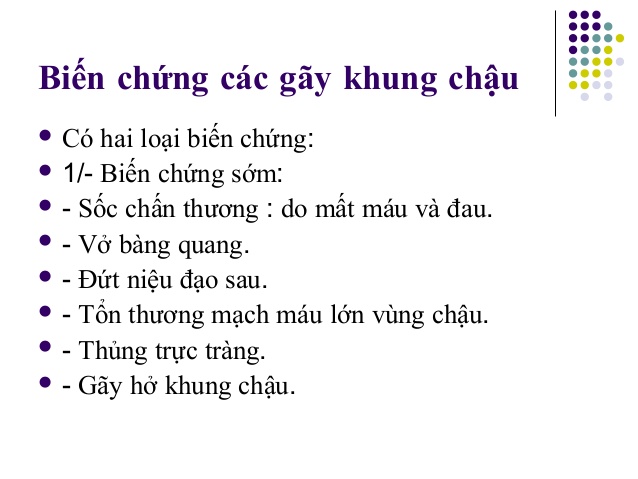 Biến chứng các gãy khung chậu
Có hai loại biến chứng:
1/- Biến chứng sớm:
- Sốc chấn thương : do mất máu và đau.
- Vở bàng quang.
- Đứt niệu đạo sau.
- Tổn thương mạch máu lớn vùng chậu.
- Thủng trực tràng.
- Gãy hở khung chậu.